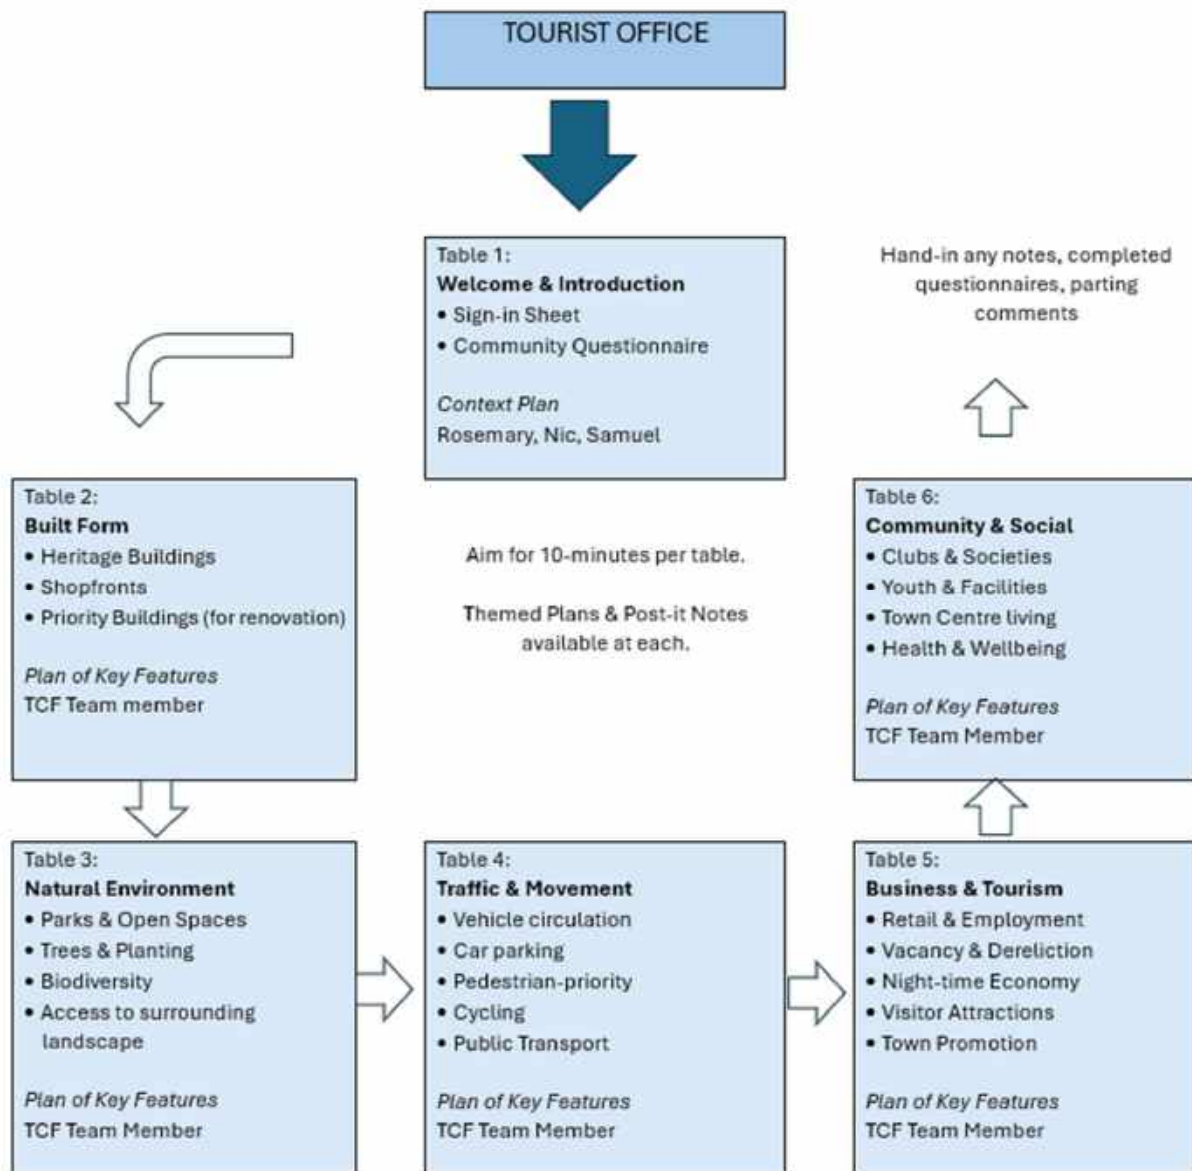 TOURIST OFFICE
Table 1:
Welcome & Introduction
• Sign-in Sheet
• Community Questionnaire
Context Plan
Rosemary, Nic, Samuel
Hand-in any notes, completed
questionnaires, parting
comments
Table 2:
Built Form
• Heritage Buildings
• Shopfronts
• Priority Buildings (for renovation)
Plan of Key Features
TCF Team member
Aim for 10-minutes per table.
Themed Plans & Post-it Notes
available at each.
Table 6:
Community & Social
• Clubs & Societies
• Youth & Facilities
• Town Centre living
• Health & Wellbeing
Plan of Key Features
TCF Team Member
Table 3:
Natural Environment
• Parks & Open Spaces
• Trees & Planting
• Biodiversity
• Access to surrounding
landscape
Plan of Key Features
TCF Team Member
Table 4:
Traffic & Movement
• Vehicle circulation
• Car parking
• Pedestrian-priority
• Cycling
• Public Transport
Plan of Key Features
TCF Team Member
Table 5:
Business & Tourism
• Retail & Employment
• Vacancy & Dereliction
• Night-time Economy
• Visitor Attractions
• Town Promotion
Plan of Key Features
TCF Team Member